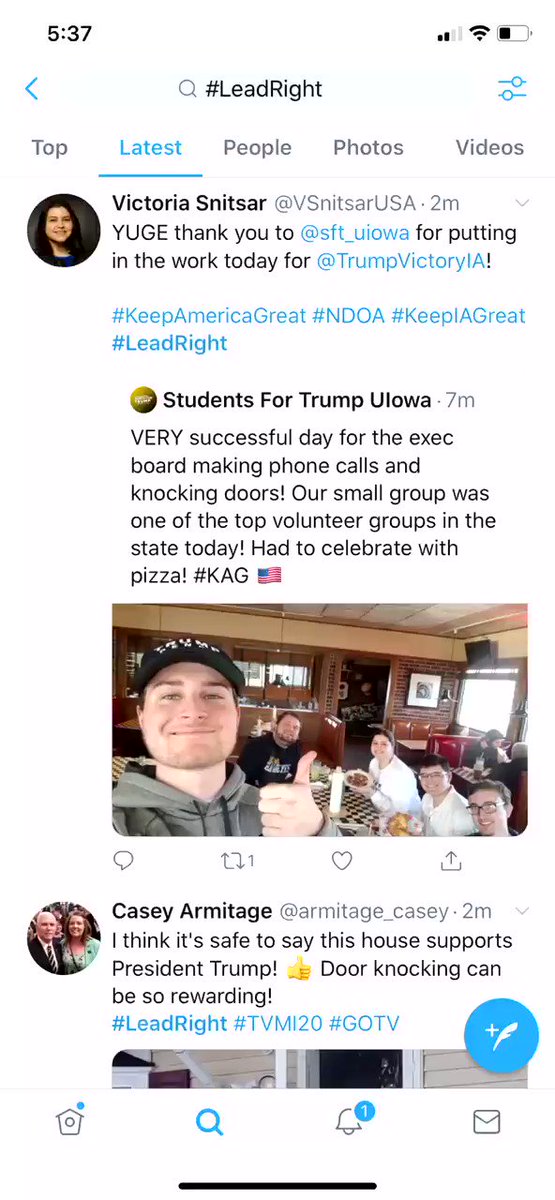 5:37
#LeadRight
Top Latest People Photos Videos
Victoria Snitsar @VSnitsarUSA · 2m
YUGE thank you to @sft_uiowa for putting
in the work today for @TrumpVictoryIA!
#KeepAmericaGreat #NDOA #KeepIAGreat
#LeadRight
Students For Trump UIowa · 7m
VERY successful day for the exec
board making phone calls and
knocking doors! Our small group was
one of the top volunteer groups in the
state today! Had to celebrate with
pizza! #KAG 🇺🇸
TRUMP
1
Casey Armitage @armitage_casey · 2m
I think it's safe to say this house supports
President Trump! 👍 Door knocking can
be so rewarding!
#LeadRight #TVMI20 #GOTV
1